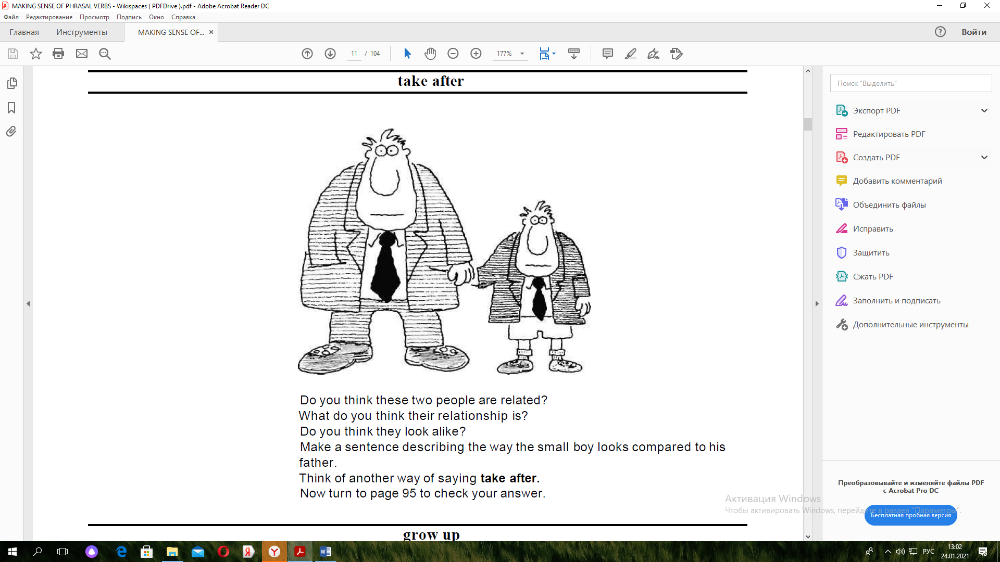 MAKING SENSE OF PHRASAL VERBS - Wikispaces ( PDFDrive ).pdf - Adobe Acrobat Reader DC
Файл Редактирование Просмотр Подпись Окно Справка
Главная Инструменты MAKING SENSE OF... × ? Войти
11 / 104 177%
take after
Поиск "Выделить"
Экспорт PDF
Редактировать PDF
Создать PDF
Добавить комментарий
Объединить файлы
Исправить
Защитить
Сжать PDF
Заполнить и подписать
Дополнительные инструменты
Do you think these two people are related?
What do you think their relationship is?
Do you think they look alike?
Make a sentence describing the way the small boy looks compared to his
father.
Think of another way of saying take after.
Now turn to page 95 to check your answer.
Преобразовывайте и изменяйте файлы PDF
с Acrobat Pro DC
Активация Windows
Чтобы активировать Windows, перейдите в раздел "Параметры".
Бесплатная пробная версия
grow up
РУС 13:02
24.01.2021